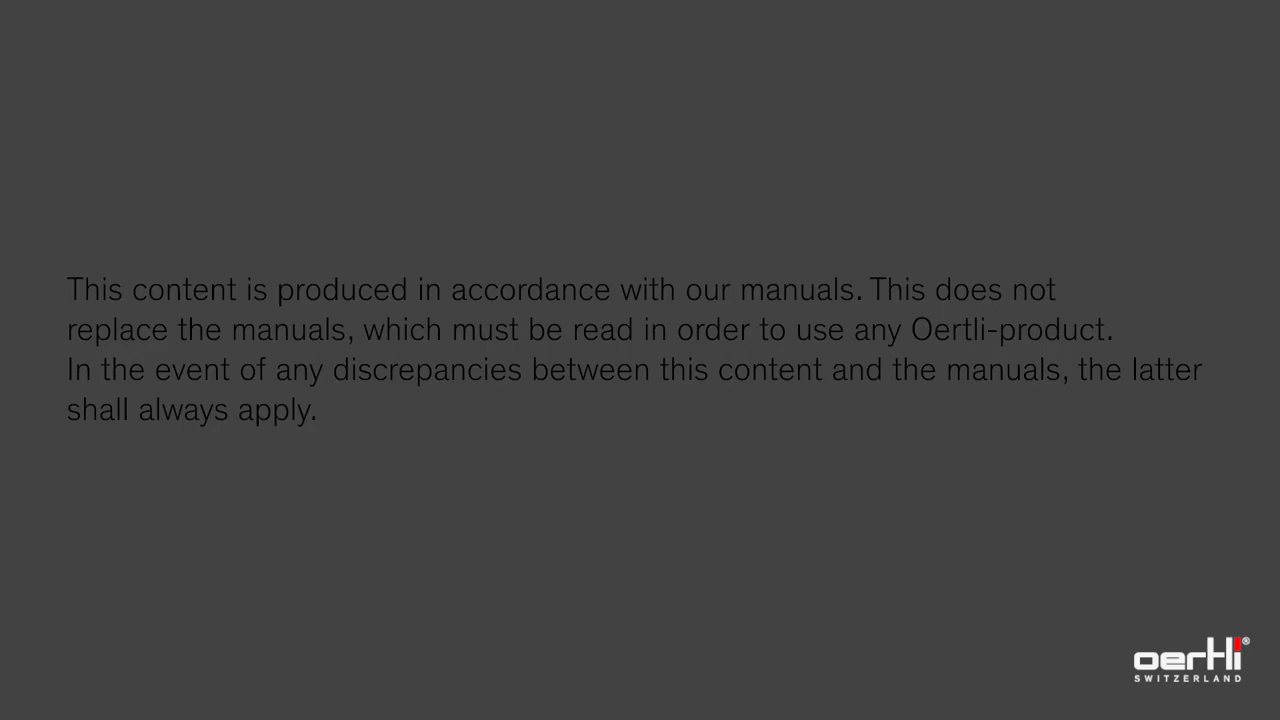 This content is produced in accordance with our manuals. This does not
replace the manuals, which must be read in order to use any Oertli-product.
In the event of any discrepancies between this content and the manuals, the latter
shall always apply.
oertli®
SWITZERLAND